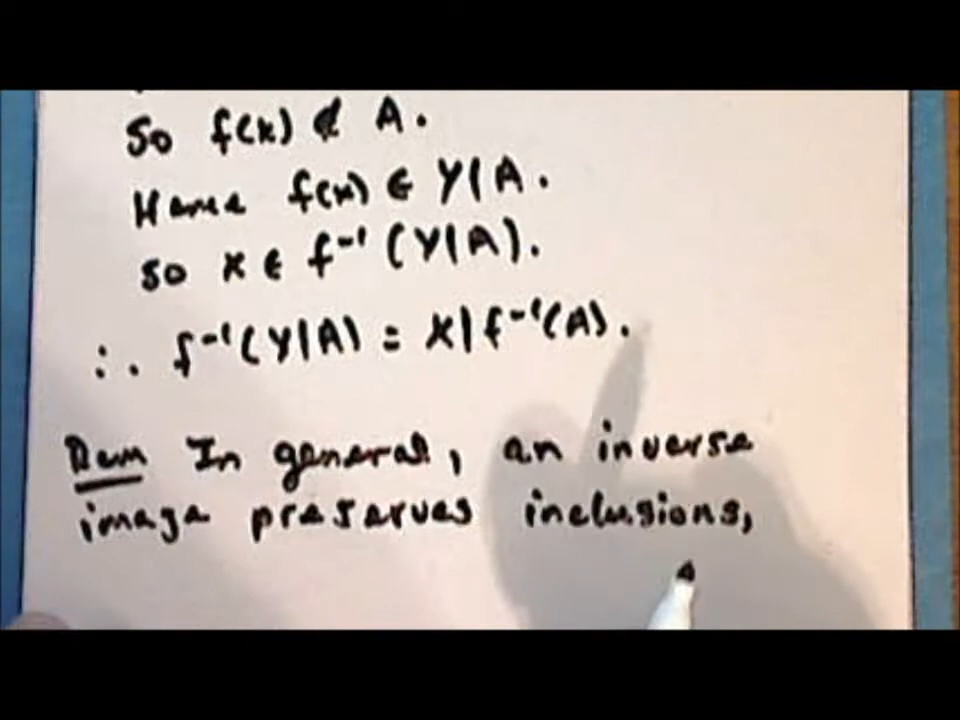 So f(x) ∉ A.
Hence f(x) ∈ Y|A.
so x ∈ f⁻¹(Y|A).
∴ f⁻¹(Y|A) = X|f⁻¹(A).
Rem In general, an inverse
image preserves inclusions,